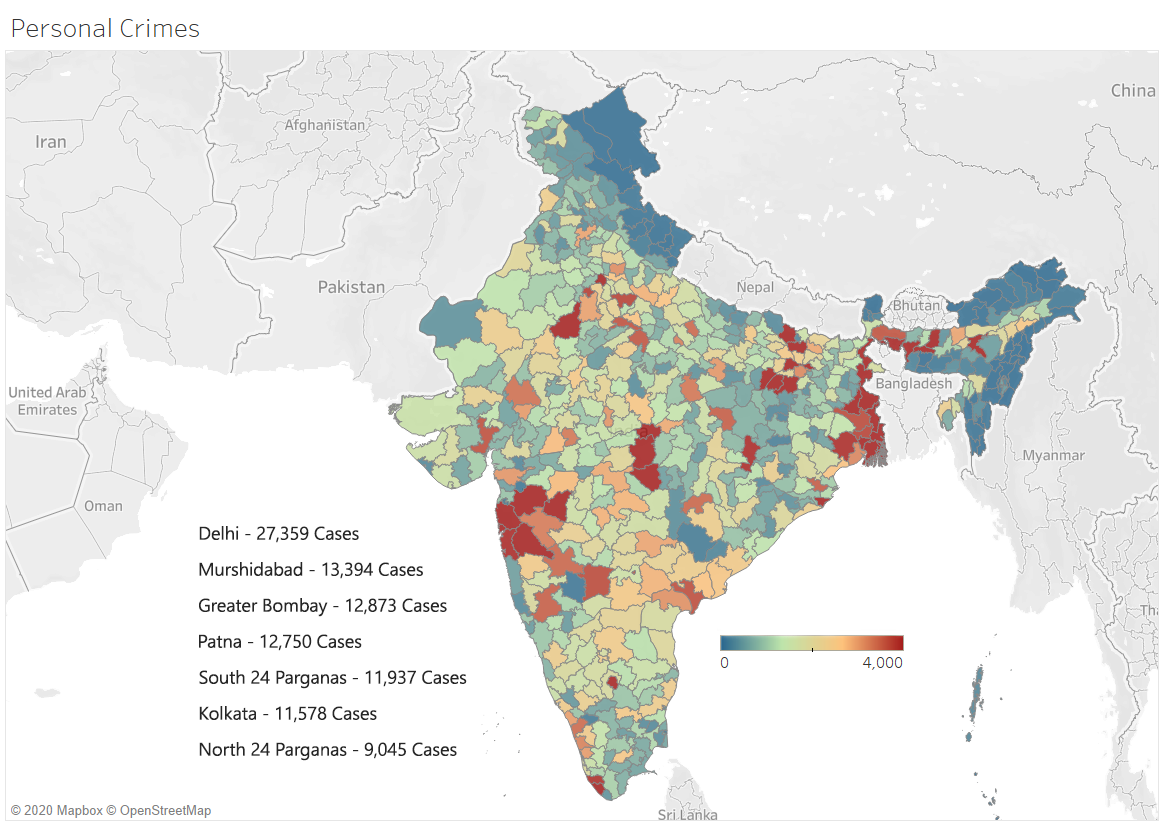 Personal Crimes
China
Afghanistan
Iran
Pakistan
Nepal
Bhutan
United Arab
Emirates
Bangladesh
Myanmar
Oman
Delhi - 27,359 Cases
Murshidabad - 13,394 Cases
Greater Bombay - 12,873 Cases
Patna - 12,750 Cases
South 24 Parganas - 11,937 Cases
Kolkata - 11,578 Cases
North 24 Parganas - 9,045 Cases
0
4,000
Tha
Sri Lanka
© 2020 Mapbox © OpenStreetMap